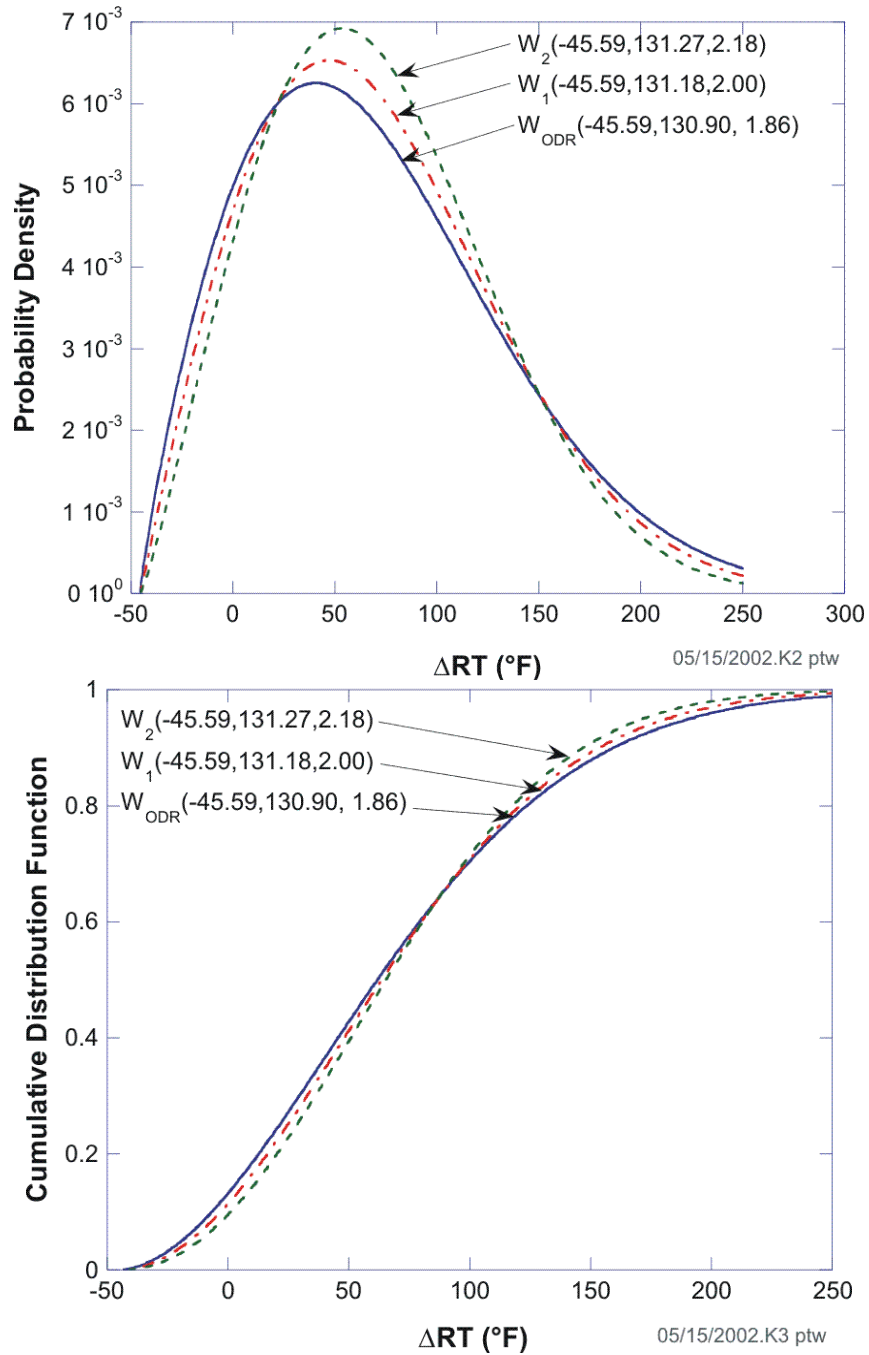 7 10-3
6 10-3
5 10-3
4 10-3
3 10-3
2 10-3
1 10-3
0 100
Probability Density
W2(-45.59,131.27,2.18)
W1(-45.59,131.18,2.00)
WODR(-45.59,130.90, 1.86)
-50 0 50 100 150 200 250 300
ΔRT (°F)
05/15/2002.K2 ptw
1
0.8
0.6
0.4
0.2
0
Cumulative Distribution Function
W2(-45.59,131.27,2.18)
W1(-45.59,131.18,2.00)
WODR(-45.59,130.90, 1.86)
-50 0 50 100 150 200 250
ΔRT (°F)
05/15/2002.K3 ptw